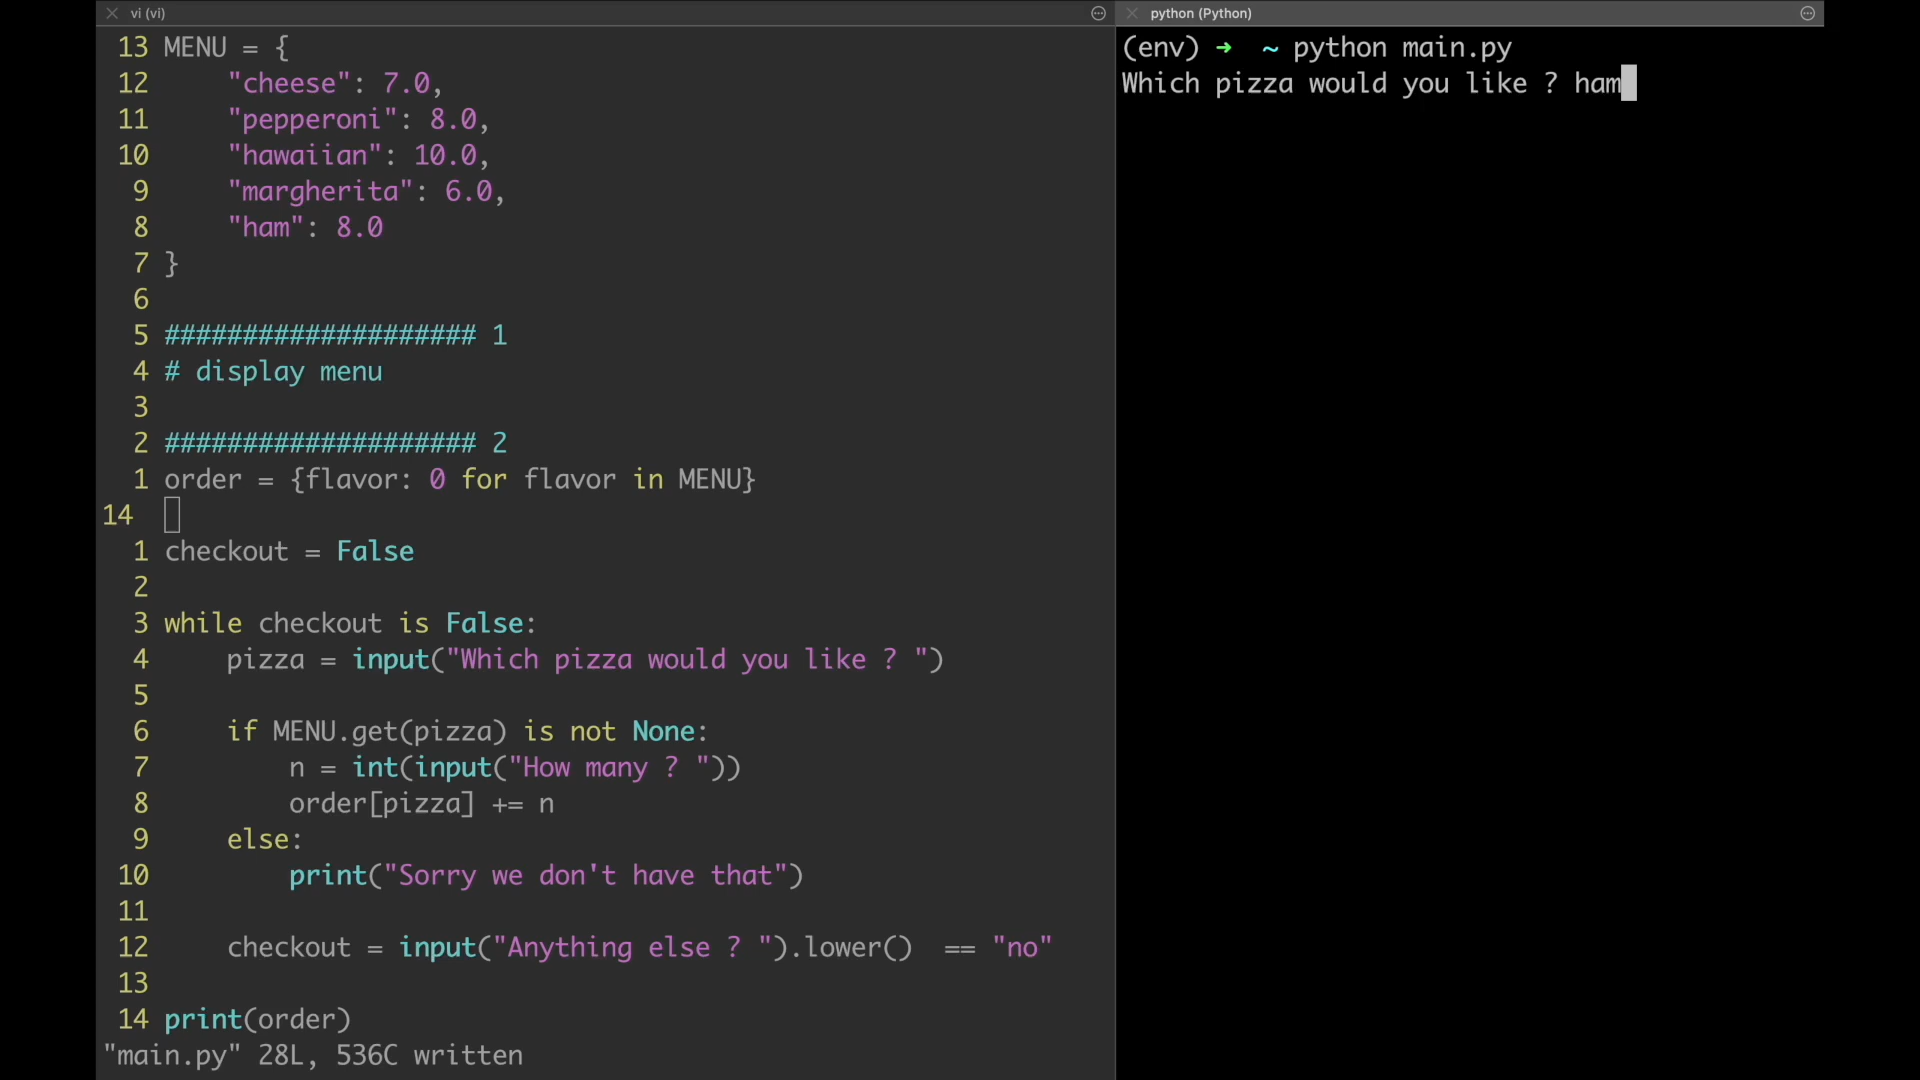 vi (vi)
13 MENU = {
12     "cheese": 7.0,
11     "pepperoni": 8.0,
10     "hawaiian": 10.0,
9     "margherita": 6.0,
8     "ham": 8.0
7 }
6
5 #################### 1
4 # display menu
3
2 #################### 2
1 order = {flavor: 0 for flavor in MENU}
14
1 checkout = False
2
3 while checkout is False:
4     pizza = input("Which pizza would you like ? ")
5
6     if MENU.get(pizza) is not None:
7         n = int(input("How many ? "))
8         order[pizza] += n
9     else:
10         print("Sorry we don't have that")
11
12     checkout = input("Anything else ? ").lower()  == "no"
13
14 print(order)
"main.py" 28L, 536C written
python (Python)
(env) ➜  ~ python main.py
Which pizza would you like ? ham